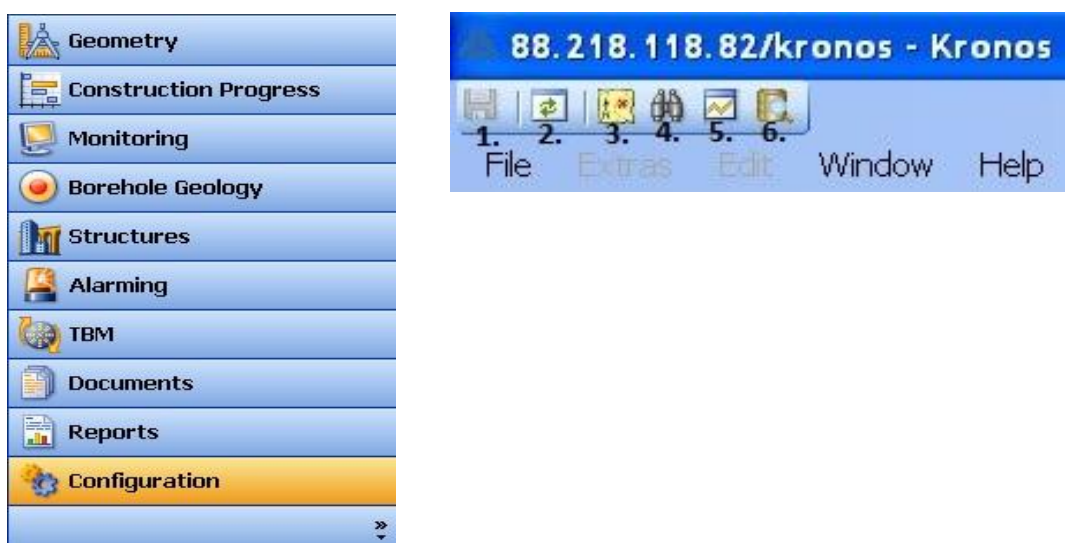 Geometry
Construction Progress
Monitoring
Borehole Geology
Structures
Alarming
TBM
Documents
Reports
Configuration
88.218.118.82/kronos - Kronos
1. 2. 3. 4. 5. 6.
File Extras Edit Window Help